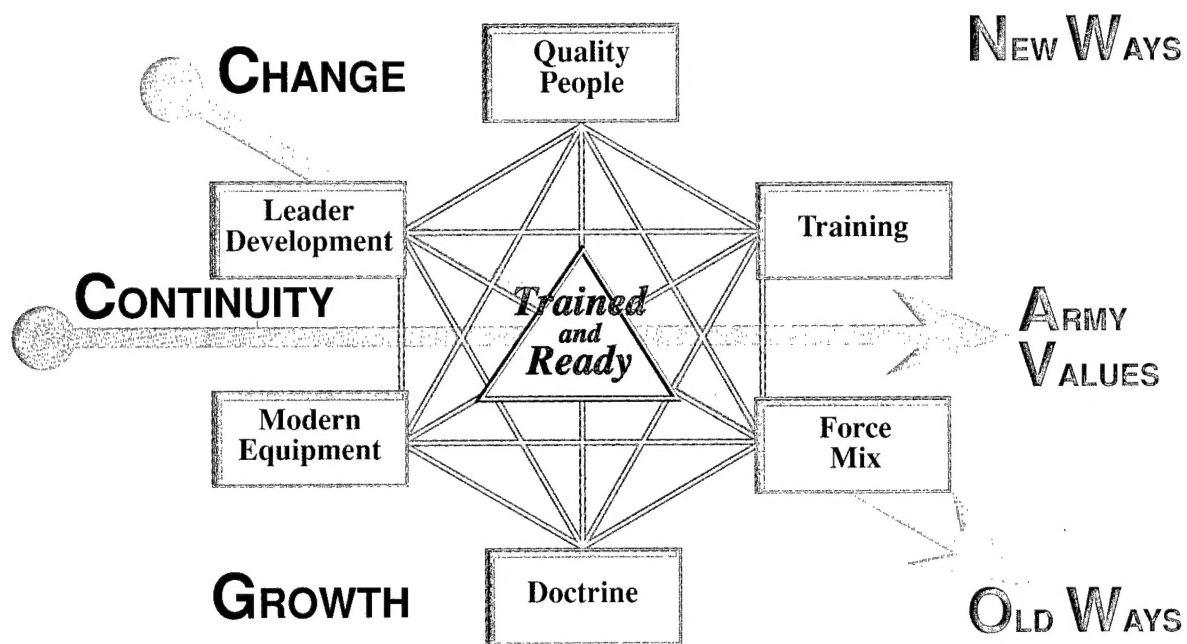 CHANGE
Quality
People
NEW WAYS
Leader
Development
Training
CONTINUITY
Trained
and
Ready
ARMY
VALUES
Modern
Equipment
Force
Mix
GROWTH
Doctrine
OLD WAYS